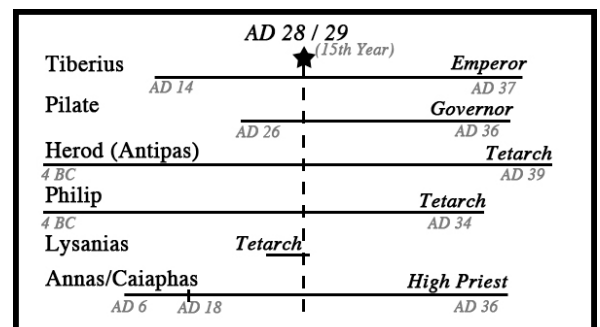 AD 28 / 29
(15th Year)
Tiberius Emperor
AD 14 AD 37
Pilate Governor
AD 26 AD 36
Herod (Antipas) Tetarch
4 BC AD 39
Philip Tetarch
4 BC AD 34
Lysanias Tetarch
Annas/Caiaphas High Priest
AD 6 AD 18 AD 36